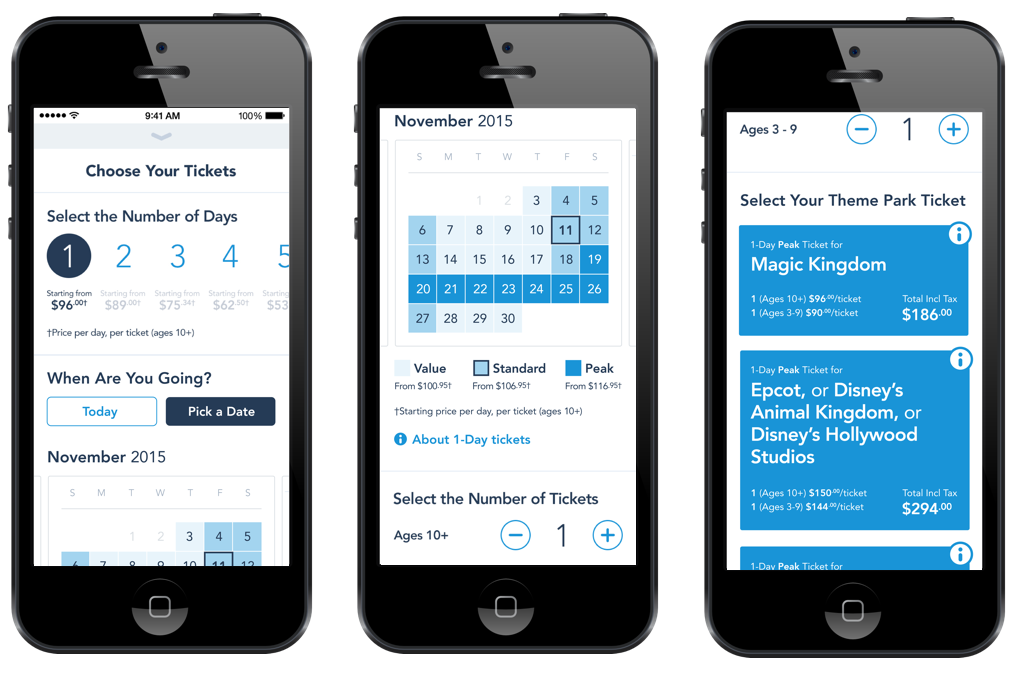 9:41 AM
100%
Choose Your Tickets
Select the Number of Days
1 2 3 4 5
Starting from Starting from Starting from Starting from Starting
$96.00† $89.00† $75.34† $62.50† $53
†Price per day, per ticket (ages 10+)
When Are You Going?
Today
Pick a Date
November 2015
S M T W T F S
1 2 3 4 5
6 7 8 9 10 11 12
November 2015
S M T W T F S
1 2 3 4 5
6 7 8 9 10 11 12
13 14 15 16 17 18 19
20 21 22 23 24 25 26
27 28 29 30
Value Standard Peak
From $100.95† From $106.95† From $116.95†
†Starting price per day, per ticket (ages 10+)
i About 1-Day tickets
Select the Number of Tickets
Ages 10+ − 1 +
Ages 3 - 9 − 1 +
Select Your Theme Park Ticket
i
1-Day Peak Ticket for
Magic Kingdom
1 (Ages 10+) $96.00/ticket Total Incl Tax
1 (Ages 3-9) $90.00/ticket $186.00
i
1-Day Peak Ticket for
Epcot, or Disney's
Animal Kingdom, or
Disney's Hollywood
Studios
1 (Ages 10+) $150.00/ticket Total Incl Tax
1 (Ages 3-9) $144.00/ticket $294.00
i
1-Day Peak Ticket for